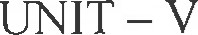 UNIT – V